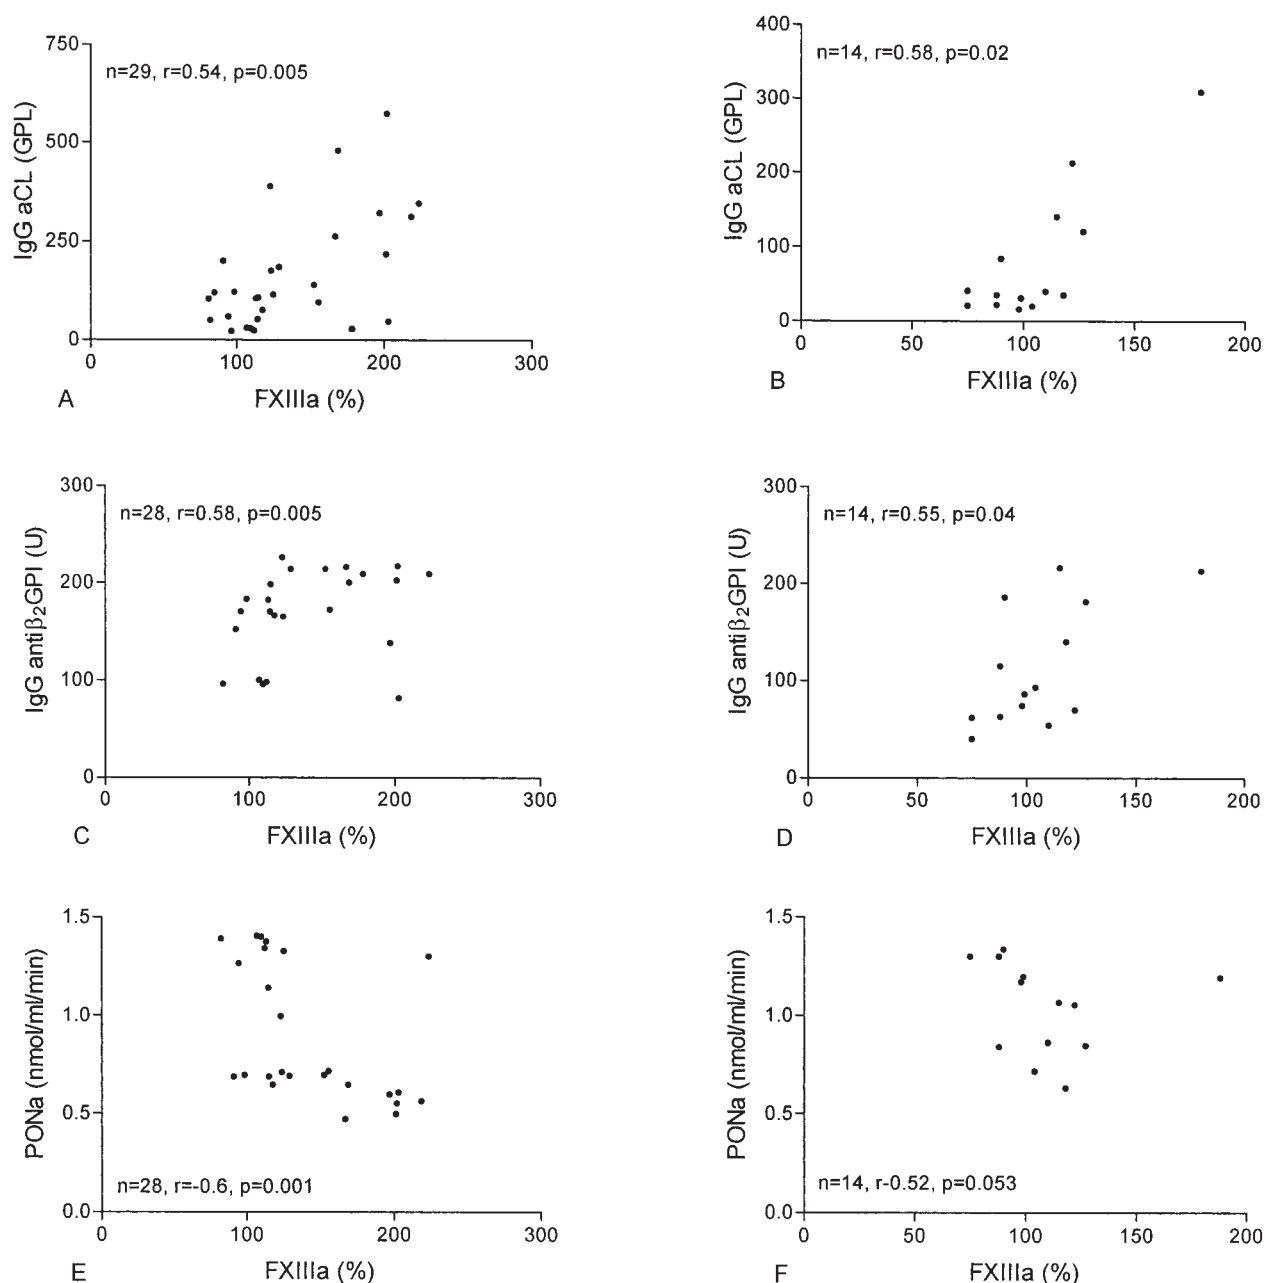 750
n=29, r=0.54, p=0.005
500
250
0
IgG aCL (GPL)
0 100 200 300
A FXIIIa (%)
400
n=14, r=0.58, p=0.02
300
200
100
0
IgG aCL (GPL)
0 50 100 150 200
B FXIIIa (%)
300
n=28, r=0.58, p=0.005
200
100
0
IgG antiβ₂GPI (U)
0 100 200 300
C FXIIIa (%)
300
n=14, r=0.55, p=0.04
200
100
0
IgG antiβ₂GPI (U)
0 50 100 150 200
D FXIIIa (%)
1.5
1.0
0.5
n=28, r=-0.6, p=0.001
0.0
PONa (nmol/ml/min)
0 100 200 300
E FXIIIa (%)
1.5
1.0
0.5
n=14, r-0.52, p=0.053
0.0
PONa (nmol/ml/min)
0 50 100 150 200
F FXIIIa (%)